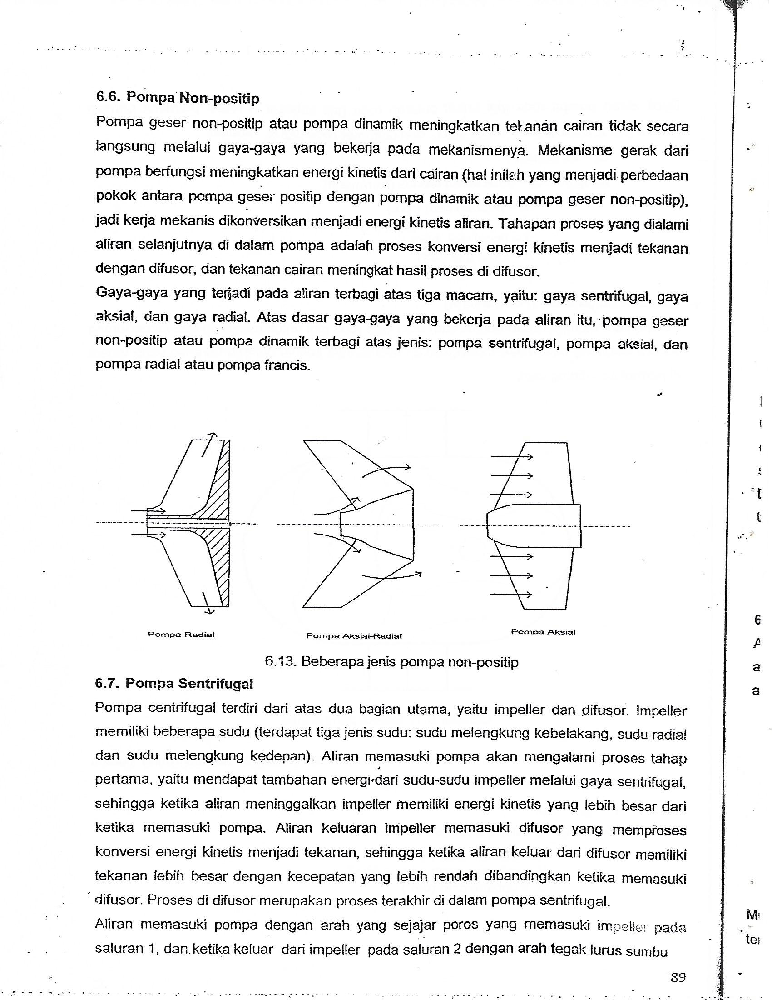 6.6. Pompa Non-positip
Pompa geser non-positip atau pompa dinamik meningkatkan tekanan cairan tidak secara
langsung melalui gaya-gaya yang bekerja pada mekanismenya. Mekanisme gerak dari
pompa berfungsi meningkatkan energi kinetis dari cairan (hal inilah yang menjadi perbedaan
pokok antara pompa geser positip dengan pompa dinamik atau pompa geser non-positip),
jadi kerja mekanis dikonversikan menjadi energi kinetis aliran. Tahapan proses yang dialami
aliran selanjutnya di dalam pompa adalah proses konversi energi kinetis menjadi tekanan
dengan difusor, dan tekanan cairan meningkat hasil proses di difusor.
Gaya-gaya yang terjadi pada aliran terbagi atas tiga macam, yaitu: gaya sentrifugal, gaya
aksial, dan gaya radial. Atas dasar gaya-gaya yang bekerja pada aliran itu, pompa geser
non-positip atau pompa dinamik terbagi atas jenis: pompa sentrifugal, pompa aksial, dan
pompa radial atau pompa francis.
Pompa Radial
Pompa Aksial-Radial
Pompa Aksial
6.13. Beberapa jenis pompa non-positip
6.7. Pompa Sentrifugal
Pompa centrifugal terdiri dari atas dua bagian utama, yaitu impeller dan difusor. Impeller
memiliki beberapa sudu (terdapat tiga jenis sudu: sudu melengkung kebelakang, sudu radial
dan sudu melengkung kedepan). Aliran memasuki pompa akan mengalami proses tahap
pertama, yaitu mendapat tambahan energi dari sudu-sudu impeller melalui gaya sentrifugal,
sehingga ketika aliran meninggalkan impeller memiliki energi kinetis yang lebih besar dari
ketika memasuki pompa. Aliran keluaran impeller memasuki difusor yang memproses
konversi energi kinetis menjadi tekanan, sehingga ketika aliran keluar dari difusor memiliki
tekanan lebih besar dengan kecepatan yang lebih rendah dibandingkan ketika memasuki
difusor. Proses di difusor merupakan proses terakhir di dalam pompa sentrifugal.
Aliran memasuki pompa dengan arah yang sejajar poros yang memasuki impeller pada
saluran 1, dan ketika keluar dari impeller pada saluran 2 dengan arah tegak lurus sumbu
89